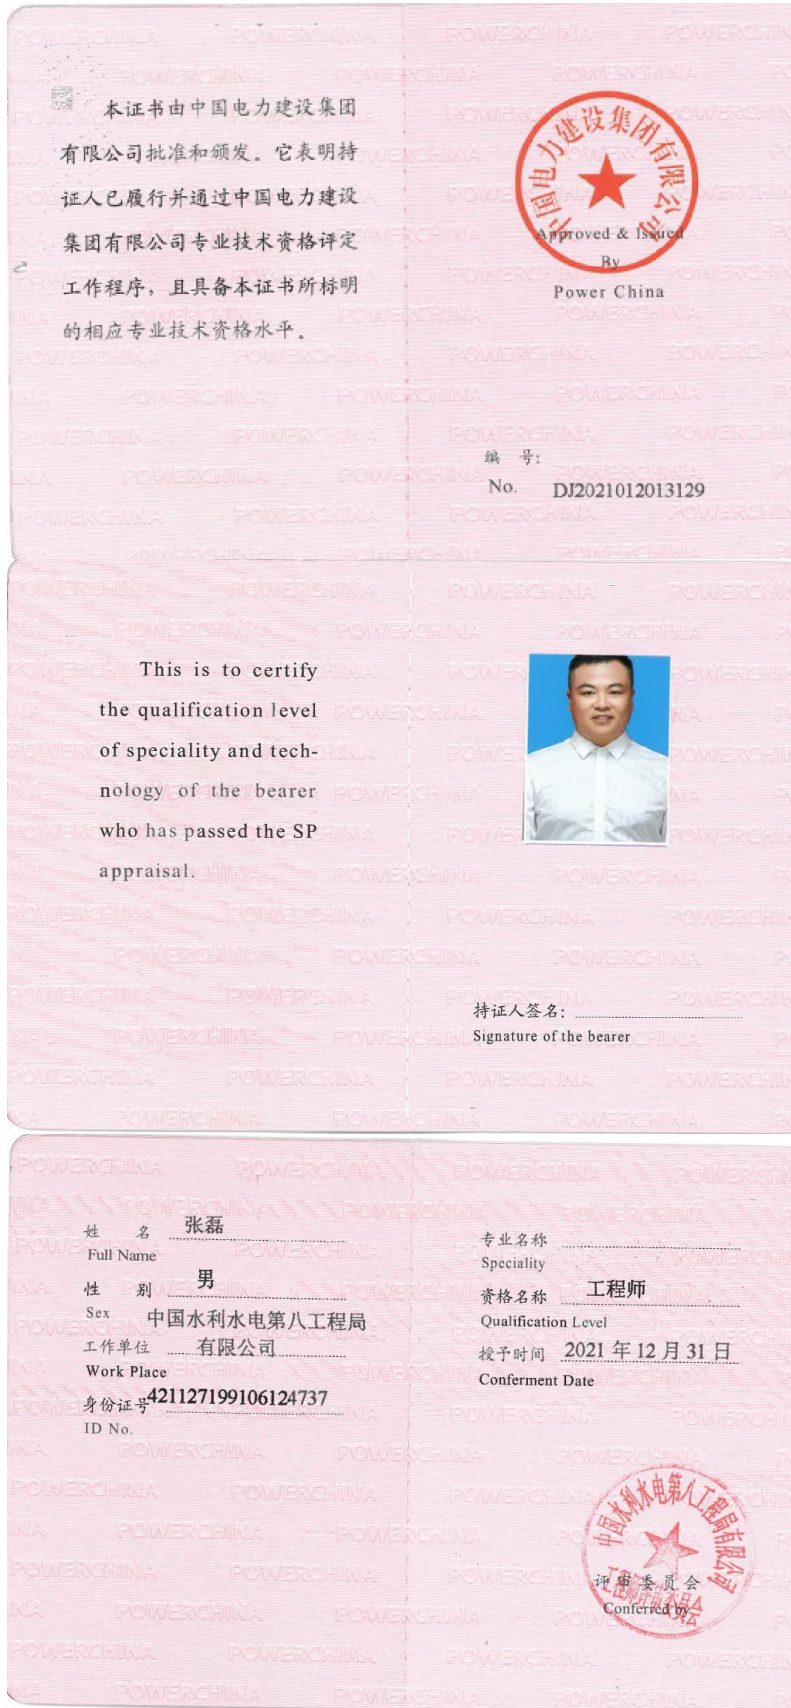 本证书由中国电力建设集团
有限公司批准和颁发。它表明持
证人已履行并通过中国电力建设
集团有限公司专业技术资格评定
工作程序，且具备本证书所标明
的相应专业技术资格水平。
中国电力建设集团有限公司
Approved & Issued
By
Power China
编 号:
No. DJ2021012013129
This is to certify
the qualification level
of speciality and tech-
nology of the bearer
who has passed the SP
appraisal.
持证人签名:
Signature of the bearer
姓 名 张磊
Full Name
性 别 男
Sex
中国水利水电第八工程局
工作单位 有限公司
Work Place
身份证号 421127199106124737
ID No.
专业名称
Speciality
资格名称 工程师
Qualification Level
授予时间 2021 年 12 月 31 日
Conferment Date
中国水利水电第八工程局有限公司
工程师评审委员会
评审委员会
Conferred by
POWERCHINA